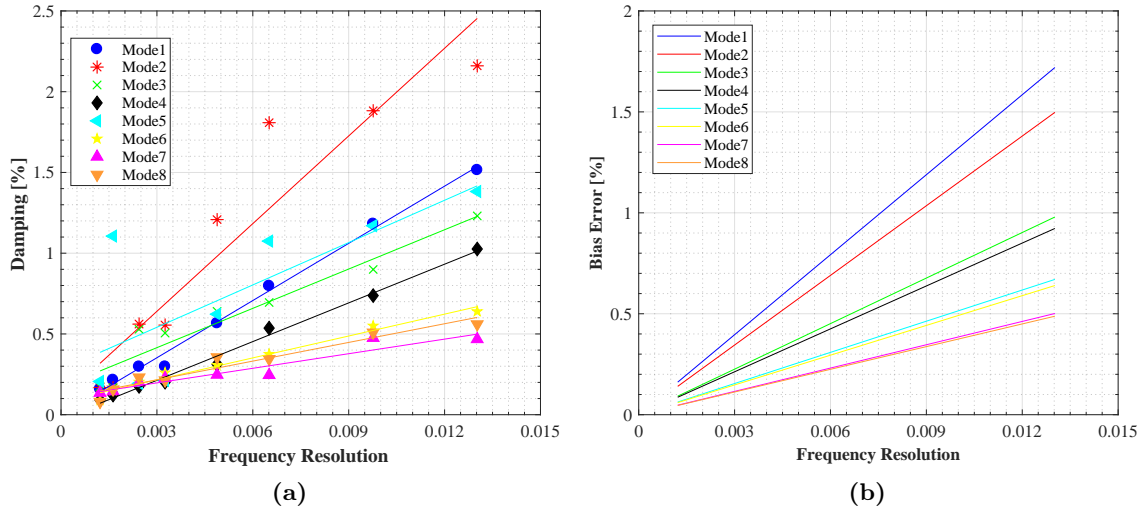 2.5
2
1.5
1
0.5
0
Damping [%]
Mode1
Mode2
Mode3
Mode4
Mode5
Mode6
Mode7
Mode8
0 0.003 0.006 0.009 0.012 0.015
Frequency Resolution
(a)
2
1.5
1
0.5
0
Bias Error [%]
Mode1
Mode2
Mode3
Mode4
Mode5
Mode6
Mode7
Mode8
0 0.003 0.006 0.009 0.012 0.015
Frequency Resolution
(b)